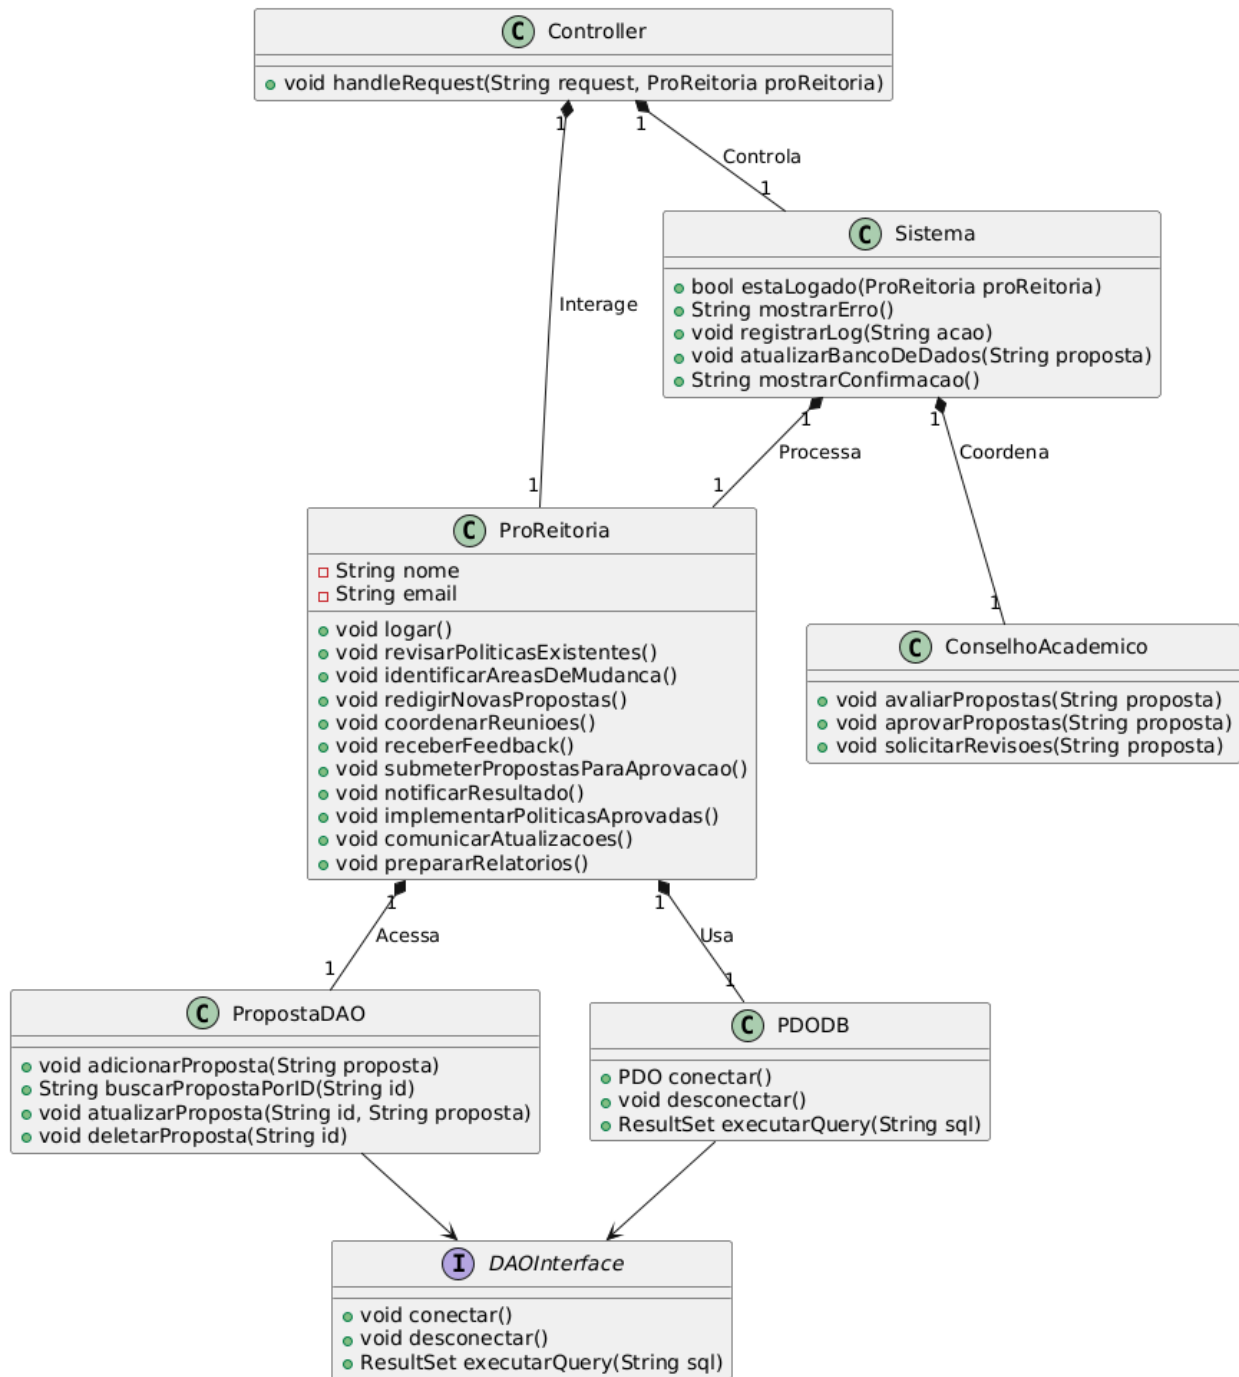 C Controller
void handleRequest(String request, ProReitoria proReitoria)
1
1
Controla
1
C Sistema
bool estaLogado(ProReitoria proReitoria)
String mostrarErro()
void registrarLog(String acao)
void atualizarBancoDeDados(String proposta)
String mostrarConfirmacao()
Interage
1
1
Processa
Coordena
1
1
C ProReitoria
String nome
String email
void logar()
void revisarPoliticasExistentes()
void identificarAreasDeMudanca()
void redigirNovasPropostas()
void coordenarReunioes()
void receberFeedback()
void submeterPropostasParaAprovacao()
void notificarResultado()
void implementarPoliticasAprovadas()
void comunicarAtualizacoes()
void prepararRelatorios()
1
C ConselhoAcademico
void avaliarPropostas(String proposta)
void aprovarPropostas(String proposta)
void solicitarRevisoes(String proposta)
1
1
Acessa
Usa
1
1
C PropostaDAO
void adicionarProposta(String proposta)
String buscarPropostaPorID(String id)
void atualizarProposta(String id, String proposta)
void deletarProposta(String id)
C PDODB
PDO conectar()
void desconectar()
ResultSet executarQuery(String sql)
I DAOInterface
void conectar()
void desconectar()
ResultSet executarQuery(String sql)